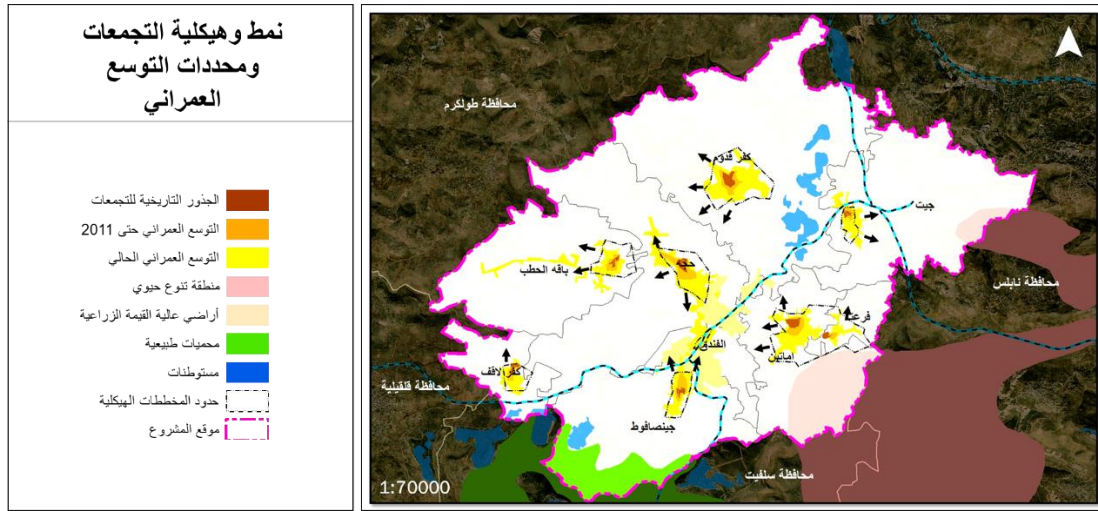 نمط وهيكلية التجمعات
ومحددات التوسع
العمراني
الجذور التاريخية للتجمعات
التوسع العمراني حتى 2011
التوسع العمراني الحالي
منطقة تنوع حيوي
أراضي عالية القيمة الزراعية
محميات طبيعية
مستوطنات
حدود المخططات الهيكلية
موقع المشروع
محافظة طولكرم
كفر قدوم
جيت
حجة
باقه الحطب
محافظة نابلس
فرعتا
الفندق
اماتين
كفر لاقف
محافظة قلقيلية
جينصافوط
محافظة سلفيت
1:70000